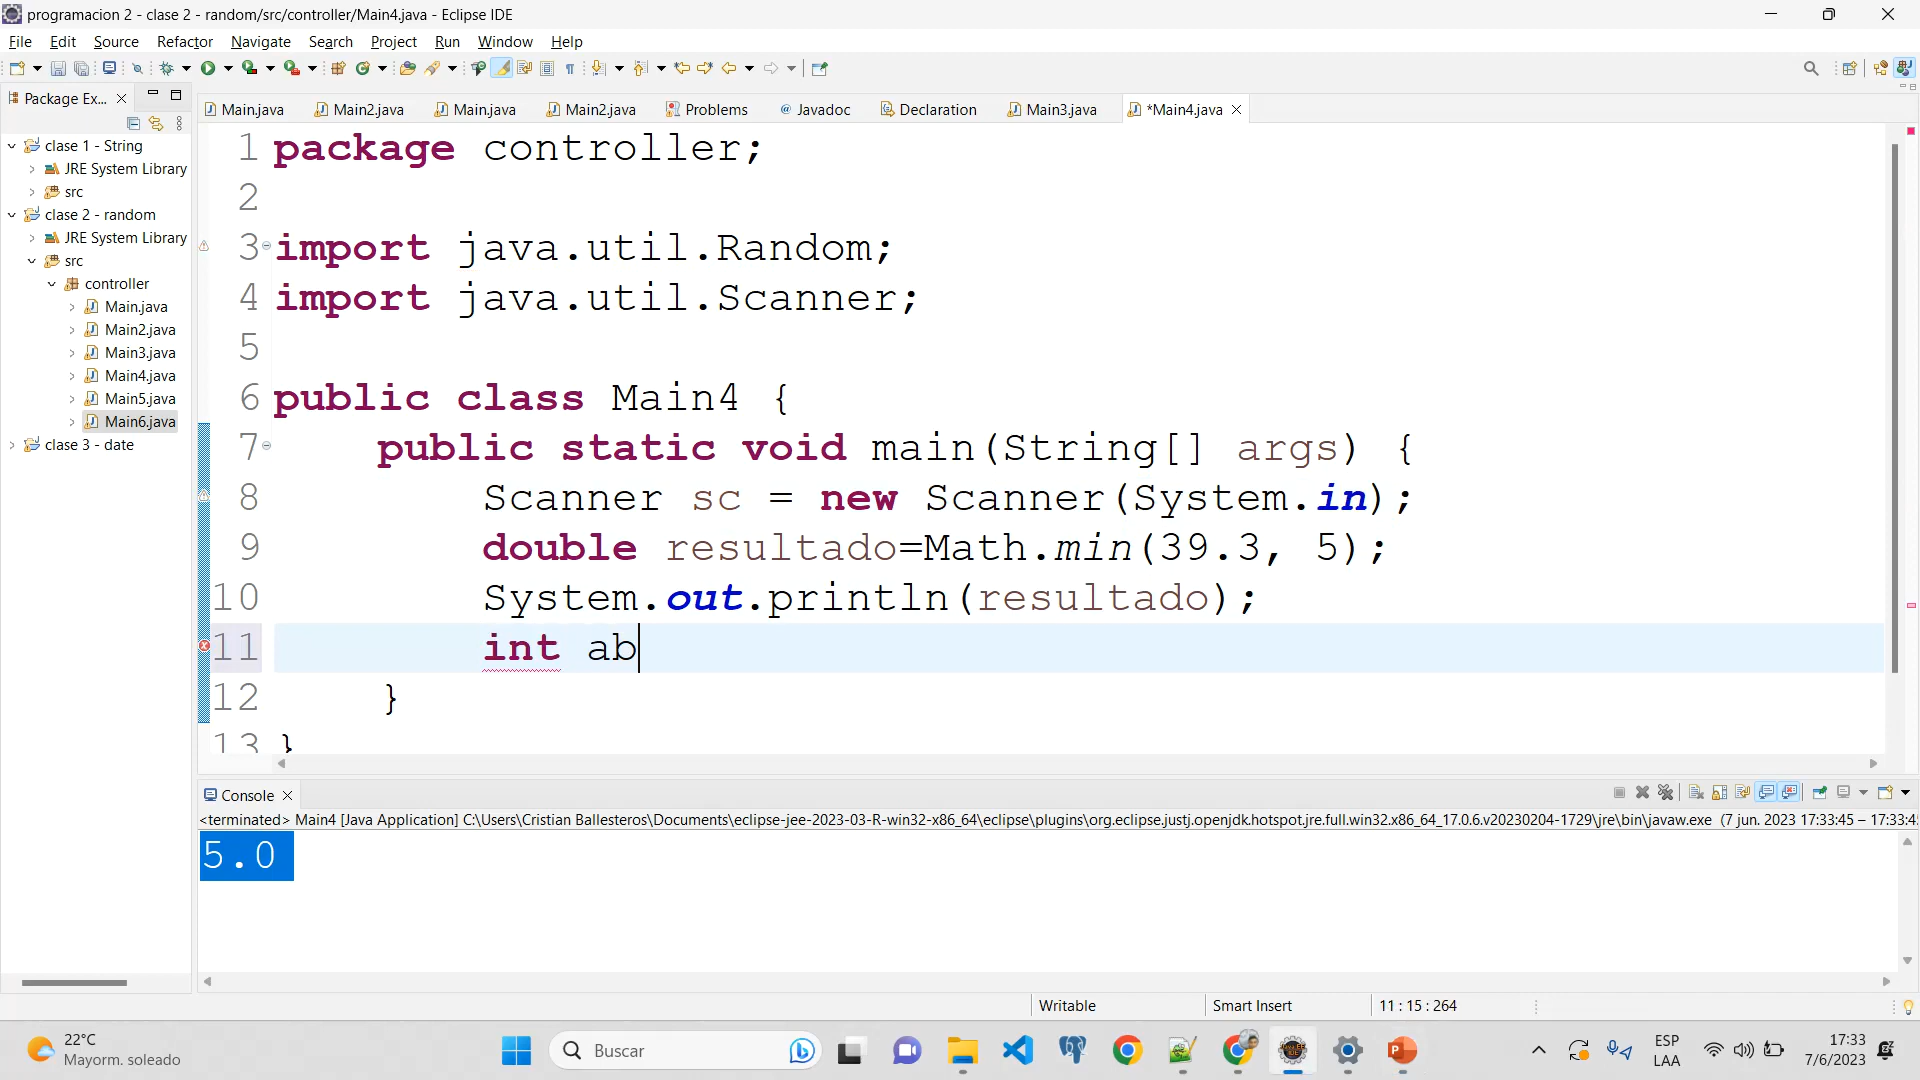 programacion 2 - clase 2 - random/src/controller/Main4.java - Eclipse IDE
File Edit Source Refactor Navigate Search Project Run Window Help
Package Ex...
Main.java Main2.java Main.java Main2.java Problems @ Javadoc Declaration Main3.java *Main4.java
clase 1 - String
JRE System Library
src
clase 2 - random
JRE System Library
src
controller
Main.java
Main2.java
Main3.java
Main4.java
Main5.java
Main6.java
clase 3 - date
1 package controller;
2
3 import java.util.Random;
4 import java.util.Scanner;
5
6 public class Main4 {
7 public static void main(String[] args) {
8 Scanner sc = new Scanner(System.in);
9 double resultado=Math.min(39.3, 5);
10 System.out.println(resultado);
11 int ab
12 }
13 }
Console
<terminated> Main4 [Java Application] C:\Users\Cristian Ballesteros\Documents\eclipse-jee-2023-03-R-win32-x86_64\eclipse\plugins\org.eclipse.justj.openjdk.hotspot.jre.full.win32.x86_64_17.0.6.v20230204-1729\jre\bin\javaw.exe (7 jun. 2023 17:33:45 – 17:33:4
5.0
Writable Smart Insert 11 : 15 : 264
22°C
Mayorm. soleado
Buscar
ESP
LAA
17:33
7/6/2023